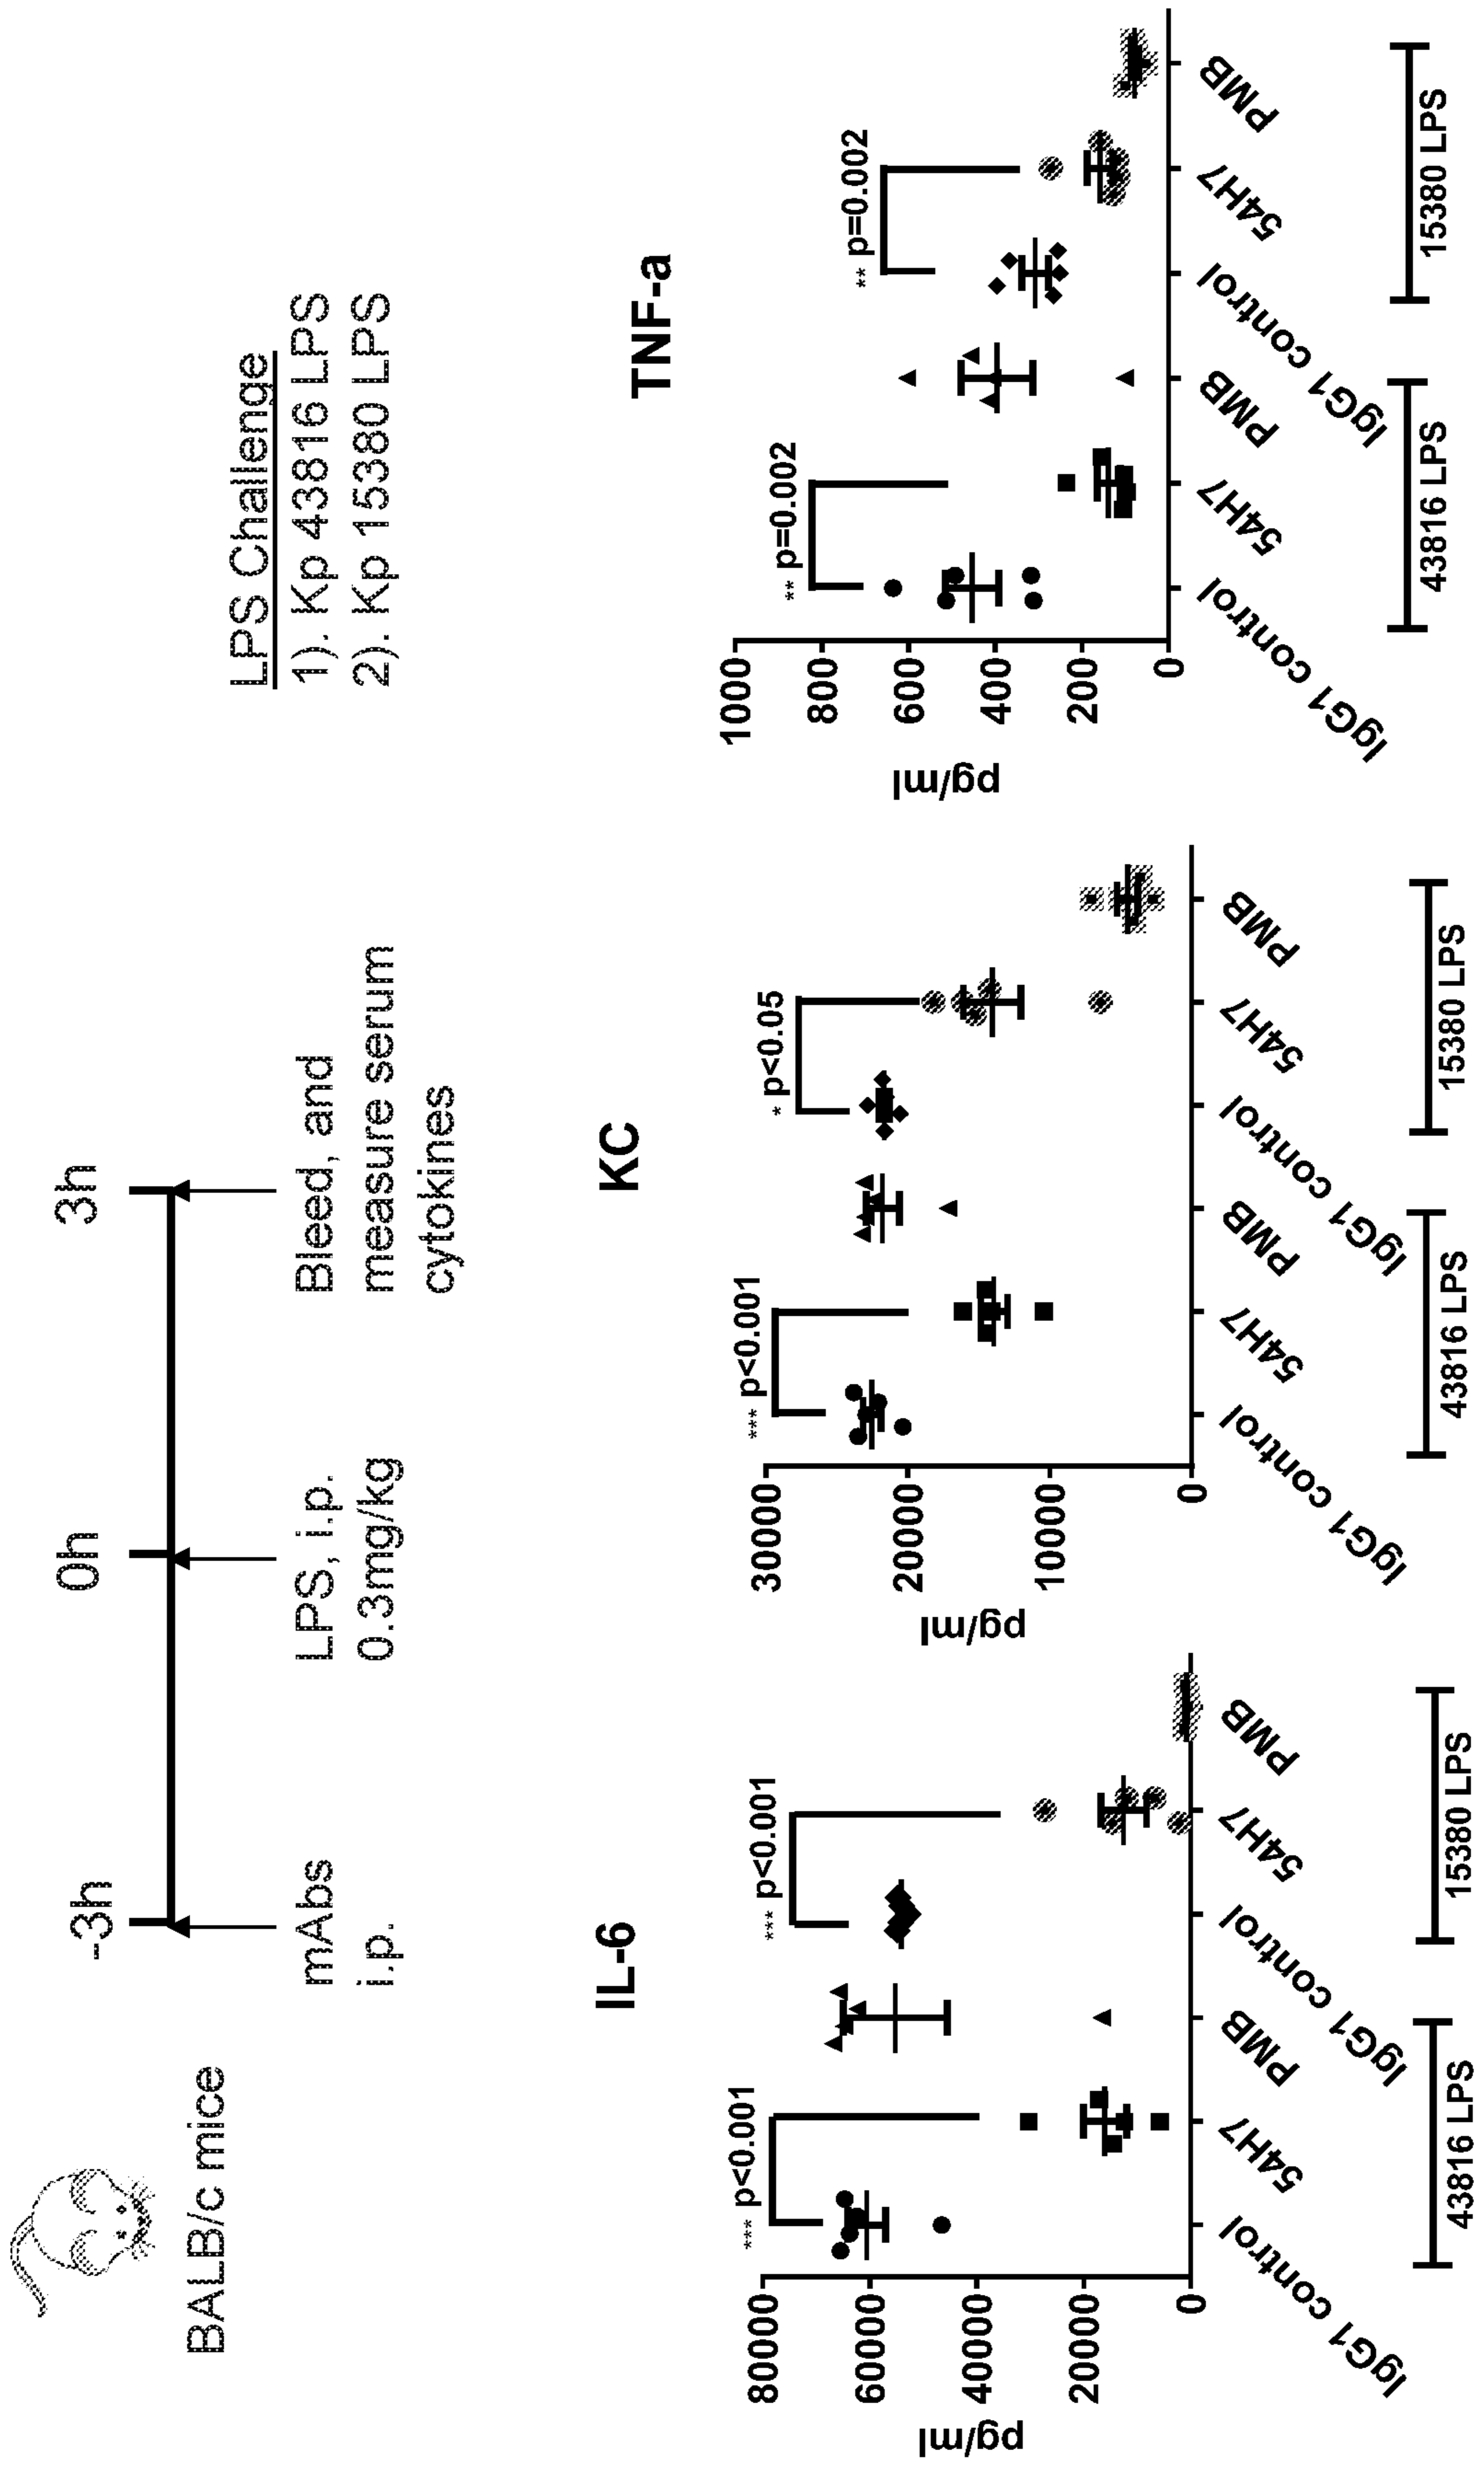 -3h
0h
3h
BALB/c mice
mAbs
i.p.
LPS, i.p.
0.3mg/kg
Bleed, and
measure serum
cytokines
LPS Challenge
1). Kp 43816 LPS
2). Kp 15380 LPS
IL-6
*** p<0.001
*** p<0.001
pg/ml
80000
60000
40000
20000
0
IgG1 control
54H7
PMB
IgG1 control
54H7
PMB
43816 LPS
15380 LPS
KC
*** p<0.001
* p<0.05
pg/ml
30000
20000
10000
0
IgG1 control
54H7
PMB
IgG1 control
54H7
PMB
43816 LPS
15380 LPS
TNF-a
** p=0.002
** p=0.002
pg/ml
1000
800
600
400
200
0
IgG1 control
54H7
PMB
IgG1 control
54H7
PMB
43816 LPS
15380 LPS